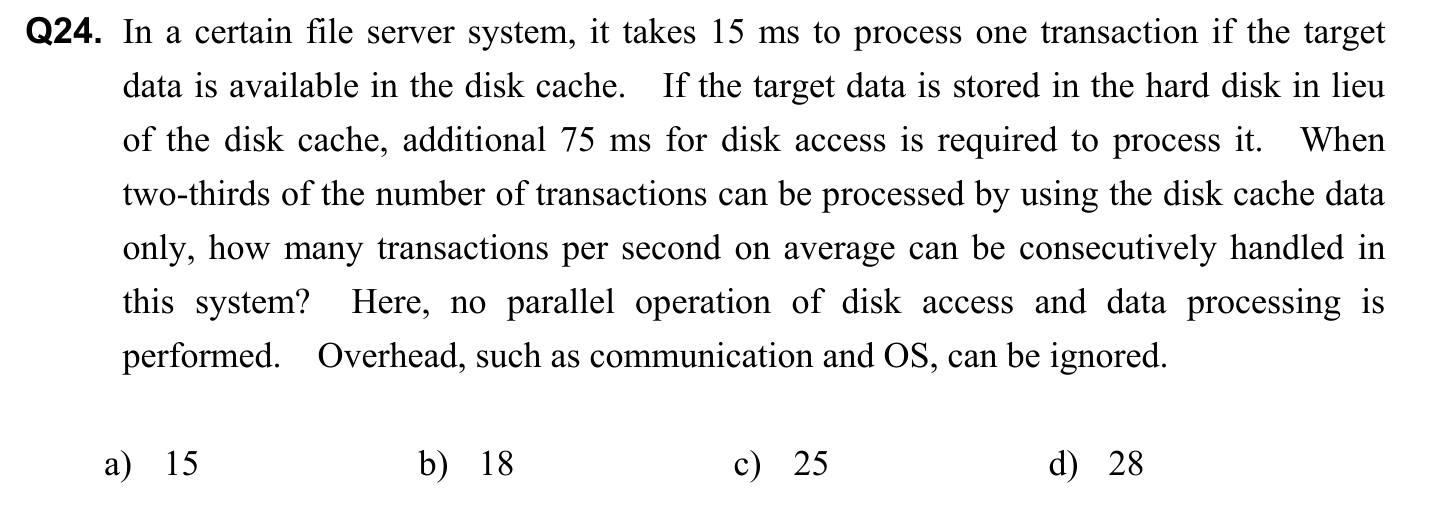 Q24. In a certain file server system, it takes 15 ms to process one transaction if the target
data is available in the disk cache. If the target data is stored in the hard disk in lieu
of the disk cache, additional 75 ms for disk access is required to process it. When
two-thirds of the number of transactions can be processed by using the disk cache data
only, how many transactions per second on average can be consecutively handled in
this system? Here, no parallel operation of disk access and data processing is
performed. Overhead, such as communication and OS, can be ignored.
a) 15 b) 18 c) 25 d) 28